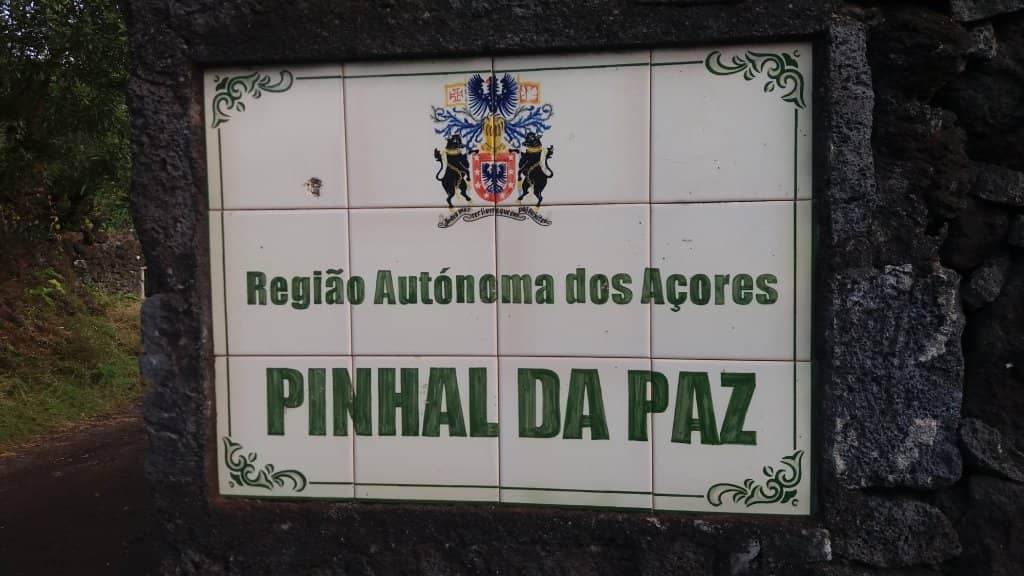 Região Autónoma dos Açores
PINHAL DA PAZ